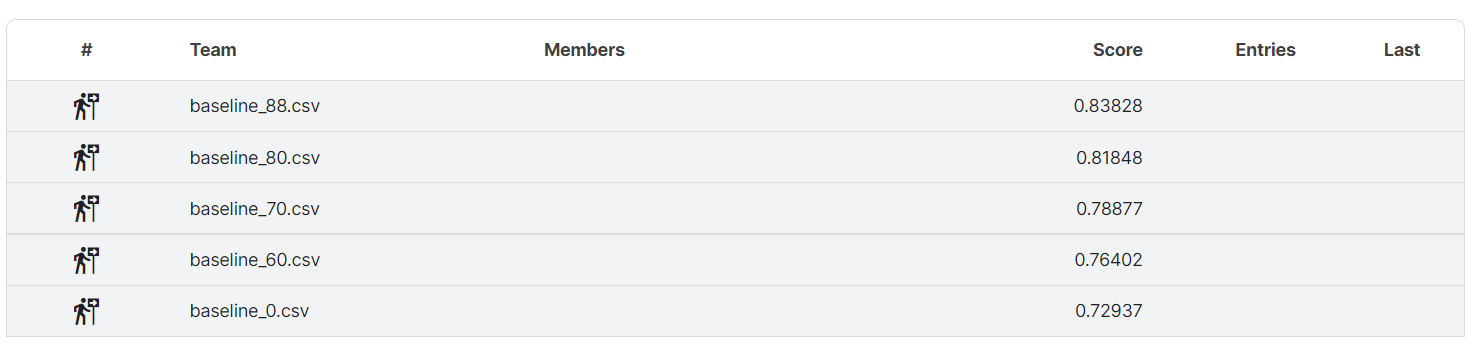 # Team Members Score Entries Last
baseline_88.csv 0.83828
baseline_80.csv 0.81848
baseline_70.csv 0.78877
baseline_60.csv 0.76402
baseline_0.csv 0.72937